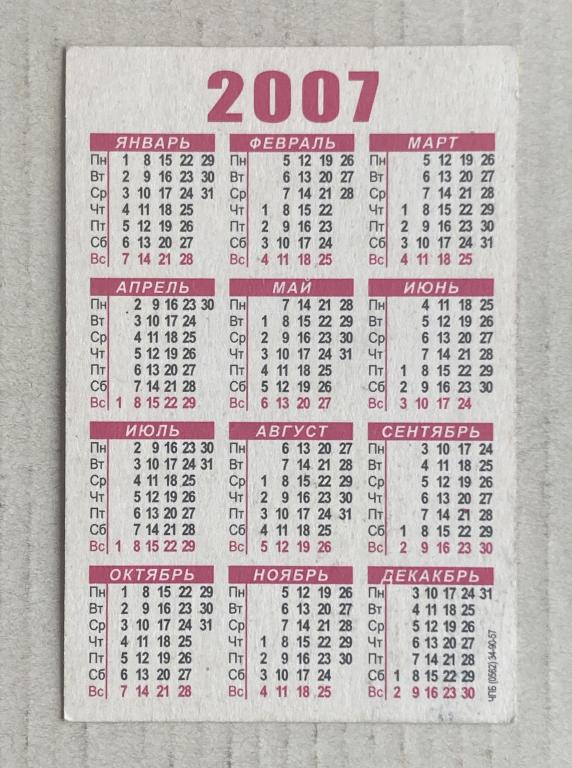 2007
ЯНВАРЬ ФЕВРАЛЬ МАРТ
Пн 1 8 15 22 29 Пн 5 12 19 26 Пн 5 12 19 26
Вт 2 9 16 23 30 Вт 6 13 20 27 Вт 6 13 20 27
Ср 3 10 17 24 31 Ср 7 14 21 28 Ср 7 14 21 28
Чт 4 11 18 25 Чт 1 8 15 22 Чт 1 8 15 22 29
Пт 5 12 19 26 Пт 2 9 16 23 Пт 2 9 16 23 30
Сб 6 13 20 27 Сб 3 10 17 24 Сб 3 10 17 24 31
Вс 7 14 21 28 Вс 4 11 18 25 Вс 4 11 18 25
АПРЕЛЬ МАЙ ИЮНЬ
Пн 2 9 16 23 30 Пн 7 14 21 28 Пн 4 11 18 25
Вт 3 10 17 24 Вт 1 8 15 22 29 Вт 5 12 19 26
Ср 4 11 18 25 Ср 2 9 16 23 30 Ср 6 13 20 27
Чт 5 12 19 26 Чт 3 10 17 24 31 Чт 7 14 21 28
Пт 6 13 20 27 Пт 4 11 18 25 Пт 1 8 15 22 29
Сб 7 14 21 28 Сб 5 12 19 26 Сб 2 9 16 23 30
Вс 1 8 15 22 29 Вс 6 13 20 27 Вс 3 10 17 24
ИЮЛЬ АВГУСТ СЕНТЯБРЬ
Пн 2 9 16 23 30 Пн 6 13 20 27 Пн 3 10 17 24
Вт 3 10 17 24 31 Вт 7 14 21 28 Вт 4 11 18 25
Ср 4 11 18 25 Ср 1 8 15 22 29 Ср 5 12 19 26
Чт 5 12 19 26 Чт 2 9 16 23 30 Чт 6 13 20 27
Пт 6 13 20 27 Пт 3 10 17 24 31 Пт 7 14 21 28
Сб 7 14 21 28 Сб 4 11 18 25 Сб 1 8 15 22 29
Вс 1 8 15 22 29 Вс 5 12 19 26 Вс 2 9 16 23 30
ОКТЯБРЬ НОЯБРЬ ДЕКАКБРЬ
Пн 1 8 15 22 29 Пн 5 12 19 26 Пн 3 10 17 24 31
Вт 2 9 16 23 30 Вт 6 13 20 27 Вт 4 11 18 25
Ср 3 10 17 24 31 Ср 7 14 21 28 Ср 5 12 19 26
Чт 4 11 18 25 Чт 1 8 15 22 29 Чт 6 13 20 27
Пт 5 12 19 26 Пт 2 9 16 23 30 Пт 7 14 21 28
Сб 6 13 20 27 Сб 3 10 17 24 Сб 1 8 15 22 29
Вс 7 14 21 28 Вс 4 11 18 25 Вс 2 9 16 23 30
ЧПБ (0562) 34-90-57